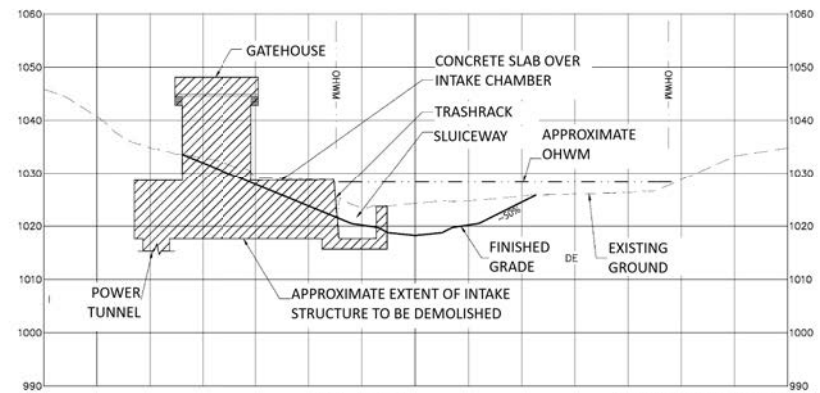 1060
1050
1040
1030
1020
1010
1000
990
1060
1050
1040
1030
1020
1010
1000
990
GATEHOUSE
OHWM
CONCRETE SLAB OVER
INTAKE CHAMBER
TRASHRACK
SLUICEWAY
APPROXIMATE
OHWM
OHWM
~50%
FINISHED
GRADE
DE
EXISTING
GROUND
POWER
TUNNEL
APPROXIMATE EXTENT OF INTAKE
STRUCTURE TO BE DEMOLISHED